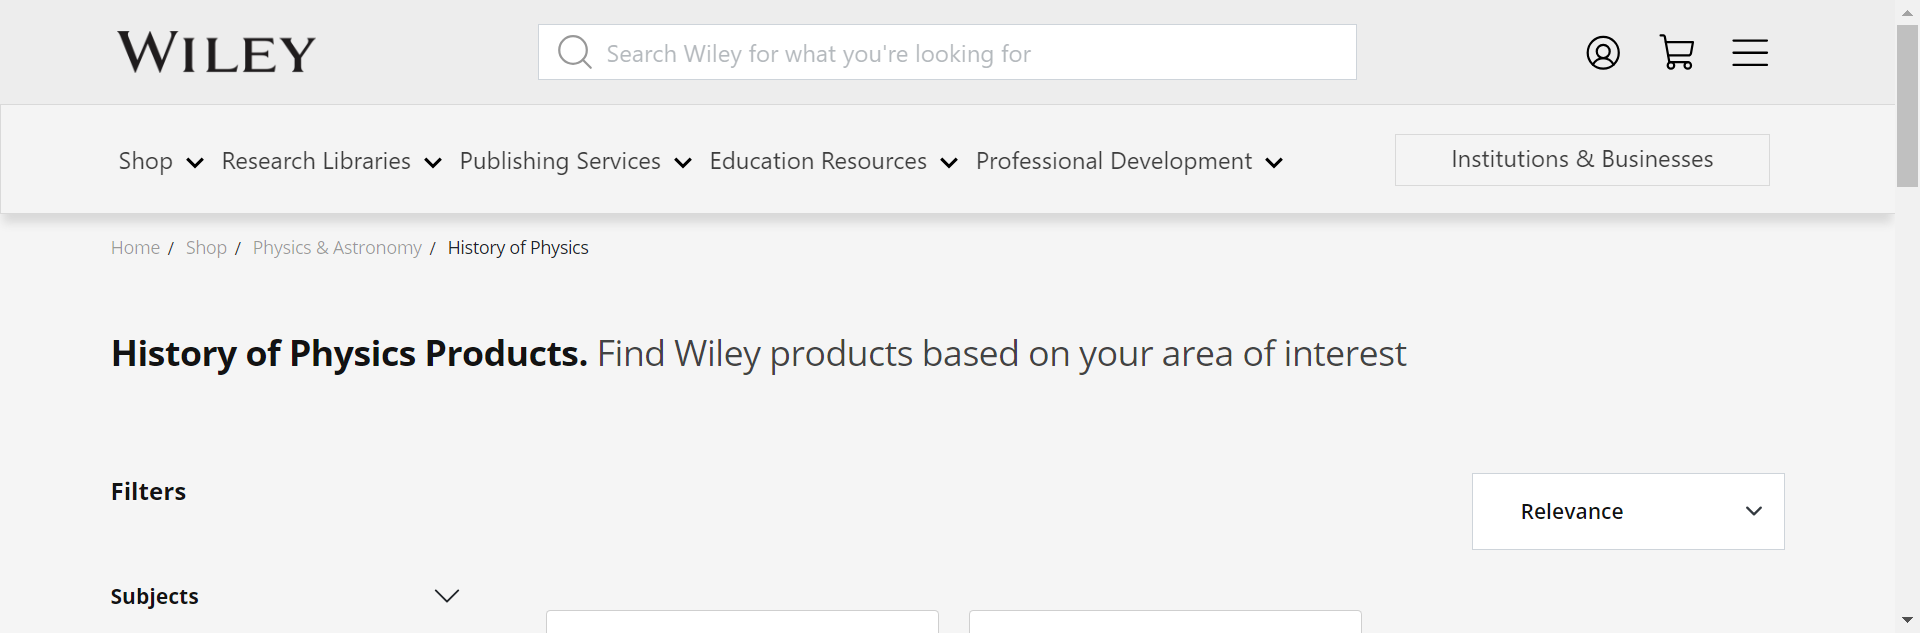 WILEY
Search Wiley for what you're looking for
Shop Research Libraries Publishing Services Education Resources Professional Development Institutions & Businesses
Home / Shop / Physics & Astronomy / History of Physics
History of Physics Products. Find Wiley products based on your area of interest
Filters
Relevance
Subjects